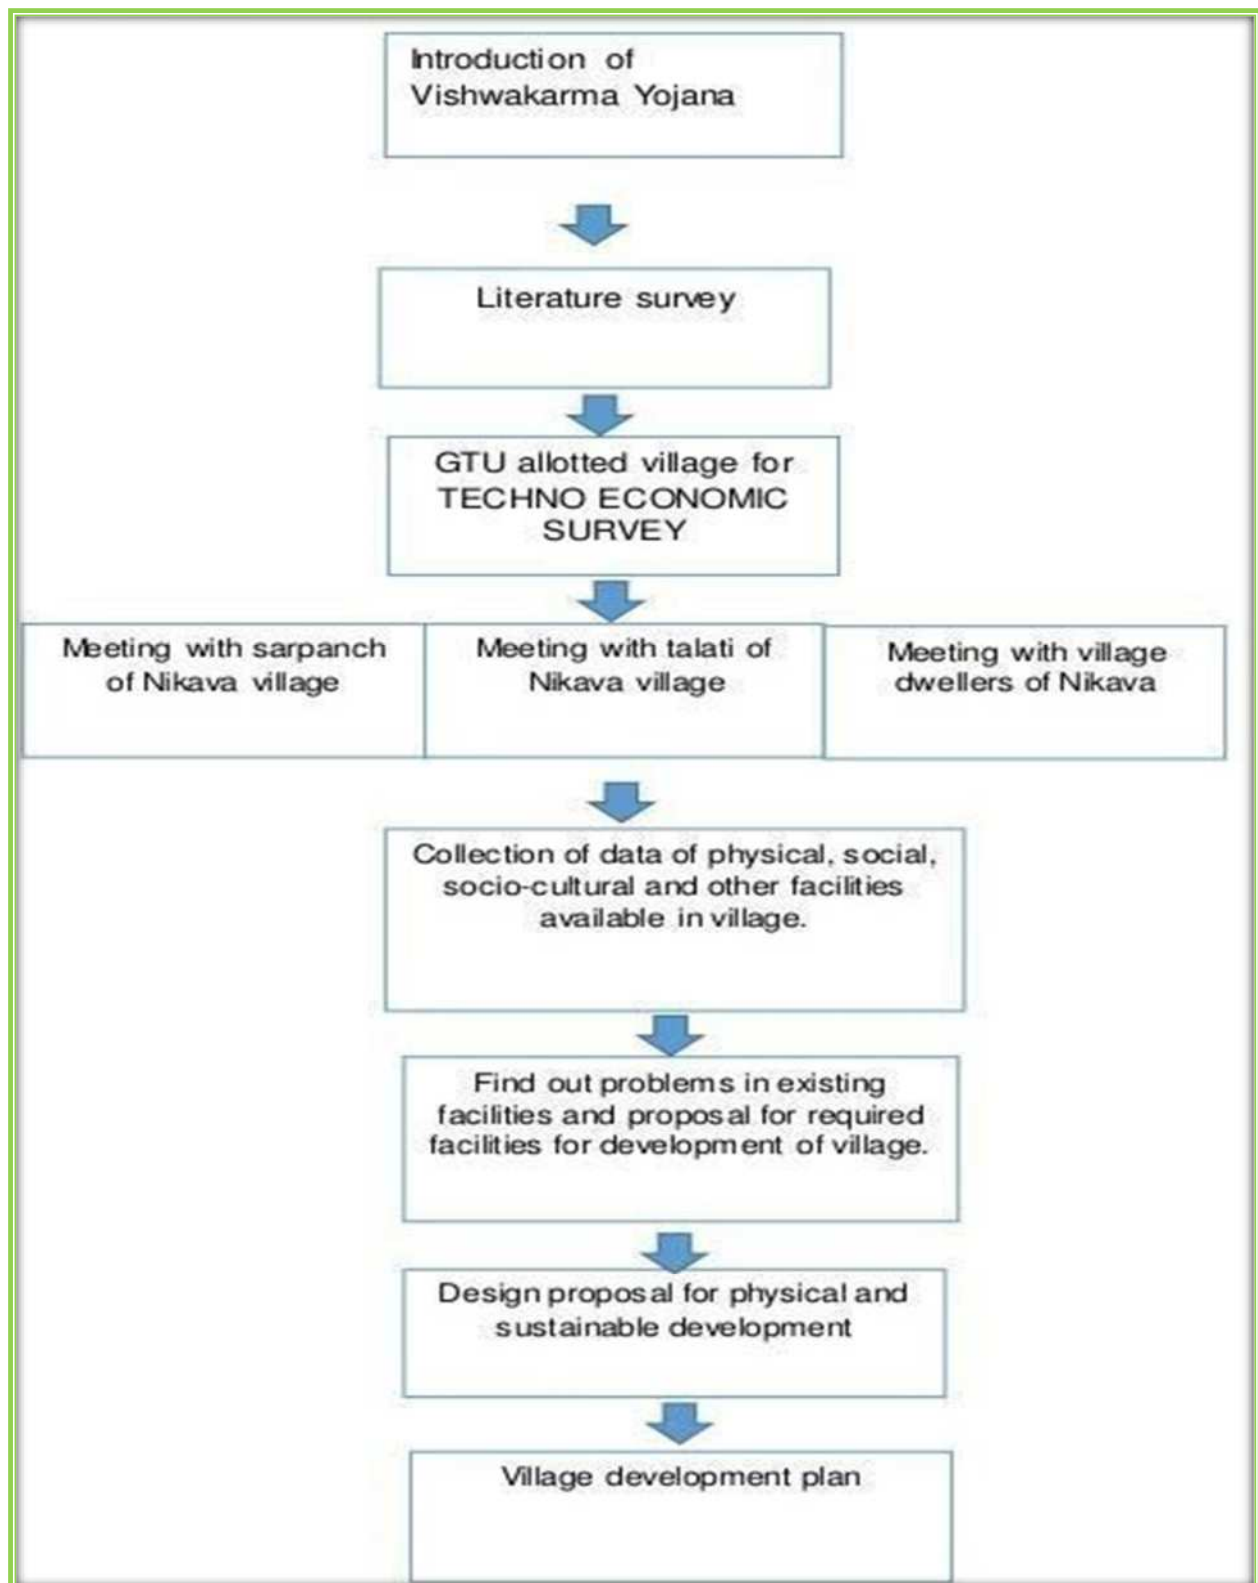 Introduction of
Vishwakarma Yojana
Literature survey
GTU allotted village for
TECHNO ECONOMIC
SURVEY
Meeting with sarpanch
of Nikava village
Meeting with talati of
Nikava village
Meeting with village
dwellers of Nikava
Collection of data of physical, social,
socio-cultural and other facilities
available in village.
Find out problems in existing
facilities and proposal for required
facilities for development of village.
Design proposal for physical and
sustainable development
Village development plan